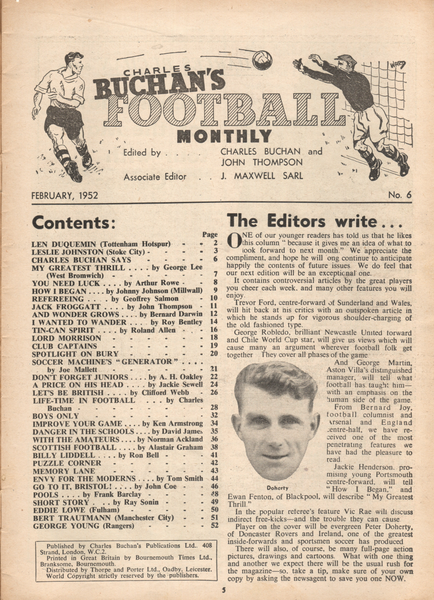 CHARLES
BUCHAN'S
FOOTBALL
MONTHLY
Edited by . . . . CHARLES BUCHAN and
JOHN THOMPSON
Associate Editor . . J. MAXWELL SARL
FEBRUARY, 1952
No. 6
Contents:
Page
LEN DUQUEMIN (Tottenham Hotspur) - - 2
LESLIE JOHNSTON (Stoke City) - - - 3
CHARLES BUCHAN SAYS - - - 6
MY GREATEST THRILL . . . . by George Lee
(West Bromwich) - - - 7
YOU NEED LUCK . . . . by Arthur Rowe - 8
HOW I BEGAN . . . . by Johnny Johnson (Millwall) 9
REFEREEING . . . . by Geoffrey Salmon - 10
JACK FROGGATT . . . . by John Thompson - 11
AND WONDER GROWS . . . . by Bernard Darwin 12
I WANTED TO WANDER . . . . by Roy Bentley 14
TIN-CAN SPIRIT . . . . by Roland Allen - 16
LORD MORRISON - - - 18
CLUB CAPTAINS - - - 19
SPOTLIGHT ON BURY - - - 20
SOCCER MACHINES "GENERATOR" . . . .
by Joe Mallett - - - 21
DON'T FORGET JUNIORS . . . . by A. H. Oakley 22
A PRICE ON HIS HEAD . . . . by Jackie Sewell 24
LET'S BE BRITISH . . . . by Clifford Webb - 26
LIFE-TIME IN FOOTBALL . . . . by Charles
Buchan - - - 28
BOYS ONLY - - - 32
IMPROVE YOUR GAME . . . . by Ken Armstrong 34
DANGER IN THE SCHOOLS . . . . by David James. 35
WITH THE AMATEURS . . . . by Norman Ackland 36
SCOTTISH FOOTBALL . . . . by Alastair Graham 38
BILLY LIDDELL . . . . by Ron Bell - 41
PUZZLE CORNER - - - 42
MEMORY LANE - - - 43
ENVY FOR THE MODERNS . . . . by Tom Smith 44
GO TO IT, BRISTOL! . . . . by John Coe - 46
POOLS . . . . by Frank Barclay - - 48
SHORT STORY . . . . by Ray Sonin - 49
EDDIE LOWE (Fulham) - - - 50
BERT TRAUTMANN (Manchester City) - 51
GEORGE YOUNG (Rangers) - - - 52
Published by Charles Buchan's Publications Ltd. 408
Strand, London, W.C.2.
Printed in Great Britain by Bournemouth Times Ltd.,
Branksome, Bournemouth.
Distributed by Thorpe and Porter Ltd., Oadby, Leicester.
World Copyright strictly reserved by the publishers.
The Editors write . . .
ONE of our younger readers has told us that he likes
this column " because it gives me an idea of what to
look forward to next month " We appreciate the
compliment, and hope he will ong continue to anticipate
happily the contents of future issues. We do feel that
our next edition will be an exceptional one.
It contains controversial articles by the great players
you cheer each week, and many other features you will
enjoy.
Trevor Ford, centre-forward of Sunderland and Wales,
will hit back at his critics with an outspoken article in
which he stands up for vigorous shoulder-charging of
the old fashioned type.
George Robledo, brilliant Newcastle United forward
and Chile World Cup star, will give us views which will
cause many an argument wherever football folk get
together They cover all phases of the game
And George Martin,
Aston Villa's distinguished
manager, will tell what
football has taught him—
with an emphasis on the
human side of the game.
From Bernard Joy,
football columnist and
Arsenal and England
centre-half, we have re-
ceived one of the most
penetrating features we
have had the pleasure to
read
Jackie Henderson. pro-
mising young Portsmouth
centre-forward, will tell
" How I Began," and
Doherty
Ewan Fenton, of Blackpool, will describe " My Greatest
Thrill "
In the popular referee's feature Vic Rae will discuss
indirect free-kicks—and the trouble they can cause
Player on the cover will be evergreen Peter Doherty,
of Doncaster Rovers and Ireland, one of the greatest
inside-forwards and sportsmen soccer has produced
There will also, of course, be many full-page action
pictures, drawings and cartoons. What with one thing
and another we expect there will be the usual rush for
the magazine—so, take a tip, make sure of your own
copy by asking the newsagent to save you one NOW.
5